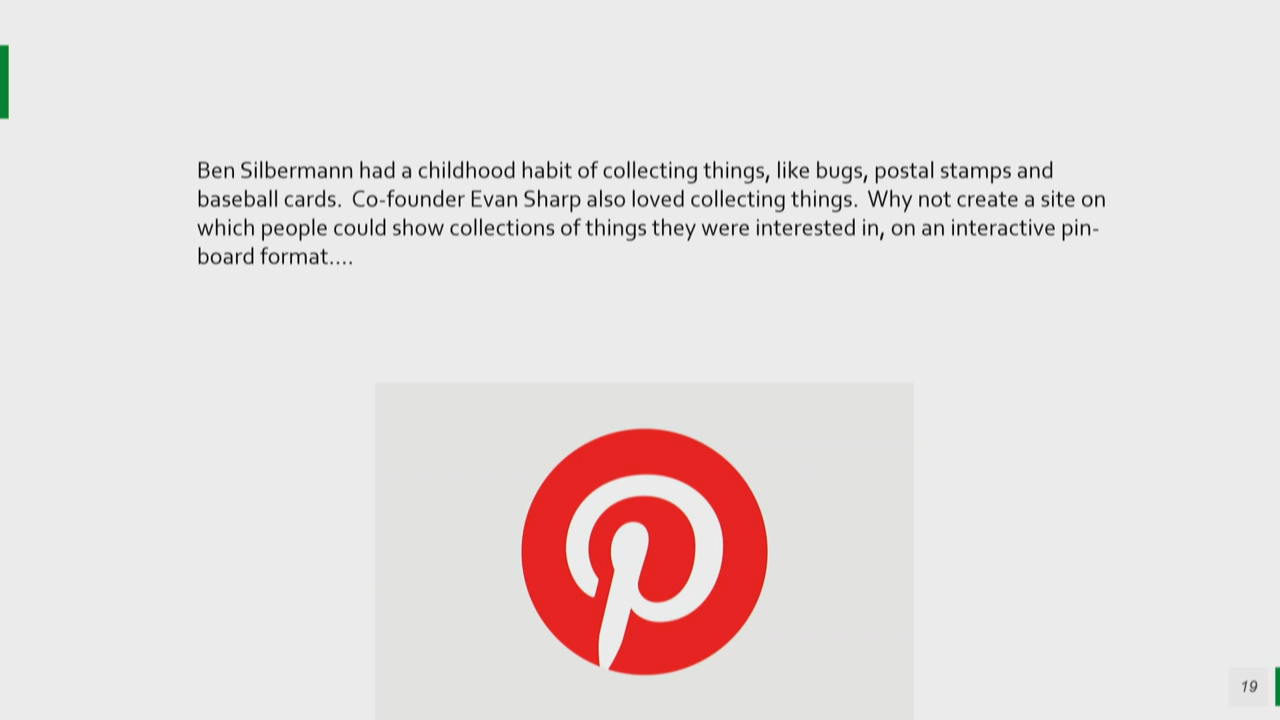 Ben Silbermann had a childhood habit of collecting things, like bugs, postal stamps and
baseball cards.  Co-founder Evan Sharp also loved collecting things.  Why not create a site on
which people could show collections of things they were interested in, on an interactive pin-
board format....
19